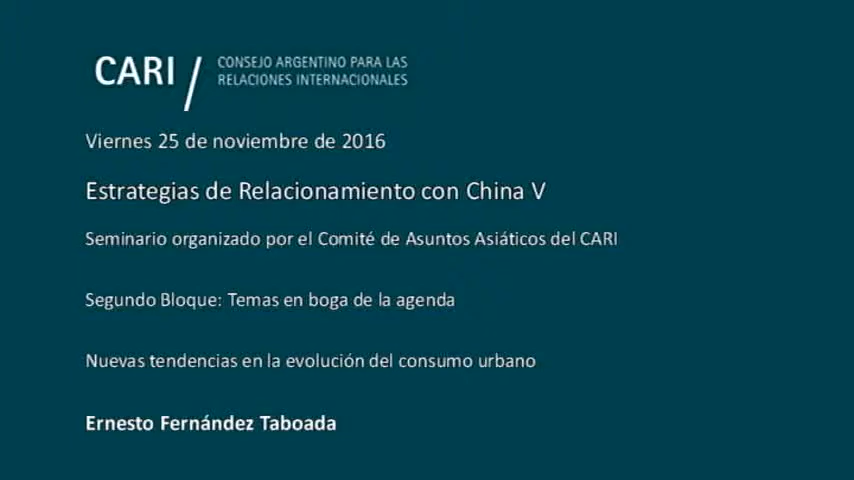 CARI / CONSEJO ARGENTINO PARA LAS
RELACIONES INTERNACIONALES
Viernes 25 de noviembre de 2016
Estrategias de Relacionamiento con China V
Seminario organizado por el Comité de Asuntos Asiáticos del CARI
Segundo Bloque: Temas en boga de la agenda
Nuevas tendencias en la evolución del consumo urbano
Ernesto Fernández Taboada